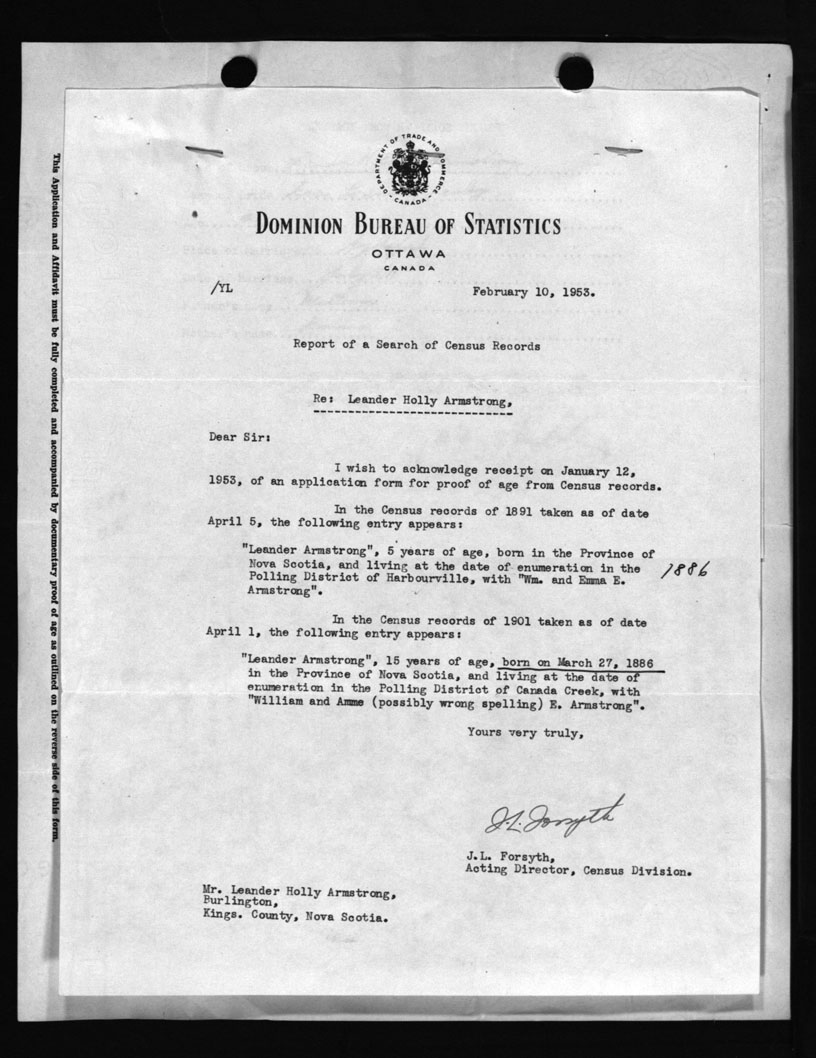 DEPARTMENT OF TRADE AND COMMERCE
- CANADA -
DOMINION BUREAU OF STATISTICS
OTTAWA
CANADA
/YL
February 10, 1953.
Report of a Search of Census Records
Re: Leander Holly Armstrong,
Dear Sir:
I wish to acknowledge receipt on January 12,
1953, of an application form for proof of age from Census records.
In the Census records of 1891 taken as of date
April 5, the following entry appears:
"Leander Armstrong", 5 years of age, born in the Province of
Nova Scotia, and living at the date of enumeration in the
Polling District of Harbourville, with "Wm. and Emma E.
Armstrong".
1886
In the Census records of 1901 taken as of date
April 1, the following entry appears:
"Leander Armstrong", 15 years of age, born on March 27, 1886
in the Province of Nova Scotia, and living at the date of
enumeration in the Polling District of Canada Creek, with
"William and Amme (possibly wrong spelling) E. Armstrong".
Yours very truly,
J.L. Forsyth
J.L. Forsyth,
Acting Director, Census Division.
Mr. Leander Holly Armstrong,
Burlington,
Kings. County, Nova Scotia.
This Application and Affidavit must be fully completed and accompanied by documentary proof of age as outlined on the reverse side of this form.